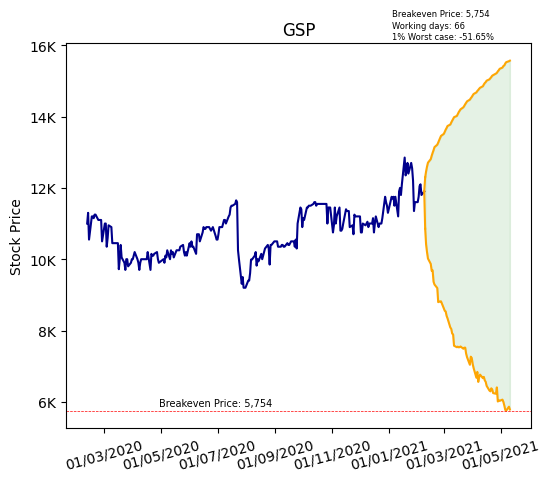 Breakeven Price: 5,754
Working days: 66
1% Worst case: -51.65%
GSP
Stock Price
16K
14K
12K
10K
8K
6K
Breakeven Price: 5,754
01/03/2020 01/05/2020 01/07/2020 01/09/2020 01/11/2020 01/01/2021 01/03/2021 01/05/2021